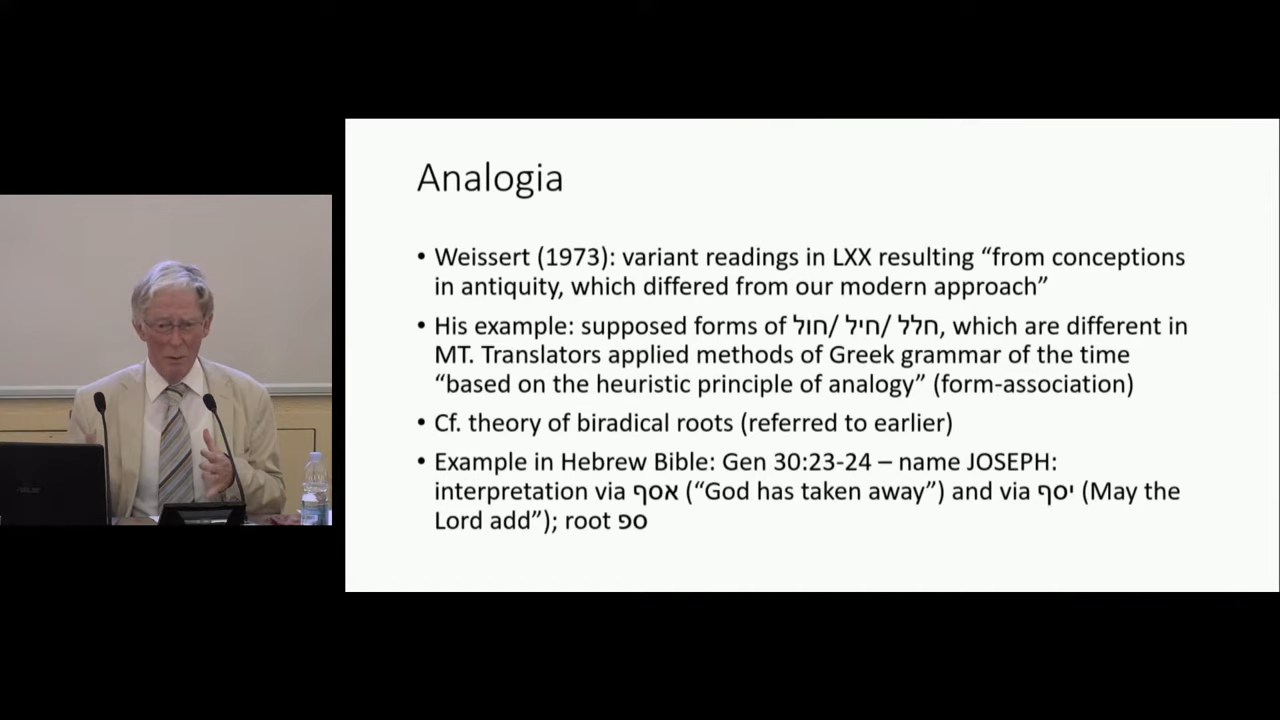 Analogia
• Weissert (1973): variant readings in LXX resulting “from conceptions
in antiquity, which differed from our modern approach”
• His example: supposed forms of חלל /חיל /חול, which are different in
MT. Translators applied methods of Greek grammar of the time
“based on the heuristic principle of analogy” (form-association)
• Cf. theory of biradical roots (referred to earlier)
• Example in Hebrew Bible: Gen 30:23-24 – name JOSEPH:
interpretation via אסף (“God has taken away”) and via יסף (May the
Lord add”); root ספ